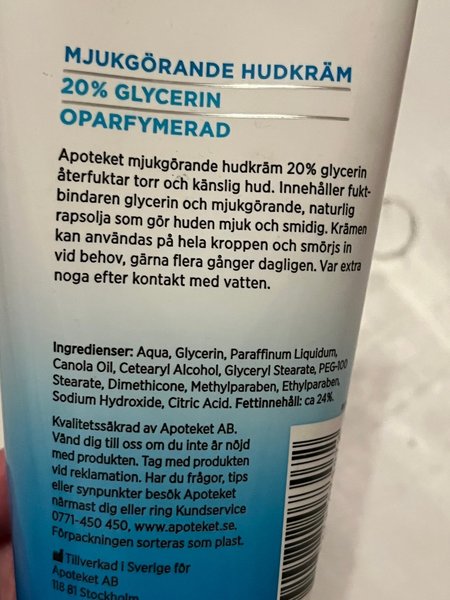 MJUKGÖRANDE HUDKRÄM
20% GLYCERIN
OPARFYMERAD
Apoteket mjukgörande hudkräm 20% glycerin
återfuktar torr och känslig hud. Innehåller fukt-
bindaren glycerin och mjukgörande, naturlig
rapsolja som gör huden mjuk och smidig. Krämen
kan användas på hela kroppen och smörjs in
vid behov, gärna flera gånger dagligen. Var extra
noga efter kontakt med vatten.
Ingredienser: Aqua, Glycerin, Paraffinum Liquidum,
Canola Oil, Cetearyl Alcohol, Glyceryl Stearate, PEG-100
Stearate, Dimethicone, Methylparaben, Ethylparaben,
Sodium Hydroxide, Citric Acid. Fettinnehåll: ca 24%.
Kvalitetssäkrad av Apoteket AB.
Vänd dig till oss om du inte är nöjd
med produkten. Tag med produkten
vid reklamation. Har du frågor, tips
eller synpunkter besök Apoteket
närmast dig eller ring Kundservice
0771-450 450, www.apoteket.se.
Förpackningen sorteras som plast.
Tillverkad i Sverige för
Apoteket AB
118 81 Stockholm